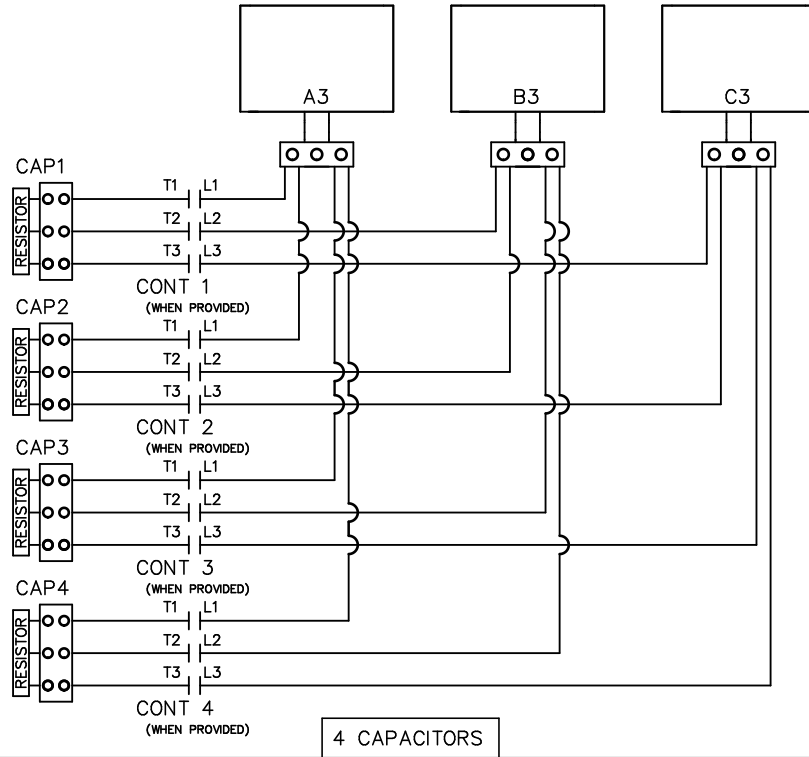 A3
B3
C3
CAP1
RESISTOR
T1 L1
T2 L2
T3 L3
CONT 1
(WHEN PROVIDED)
CAP2
RESISTOR
T1 L1
T2 L2
T3 L3
CONT 2
(WHEN PROVIDED)
CAP3
RESISTOR
T1 L1
T2 L2
T3 L3
CONT 3
(WHEN PROVIDED)
CAP4
RESISTOR
T1 L1
T2 L2
T3 L3
CONT 4
(WHEN PROVIDED)
4 CAPACITORS